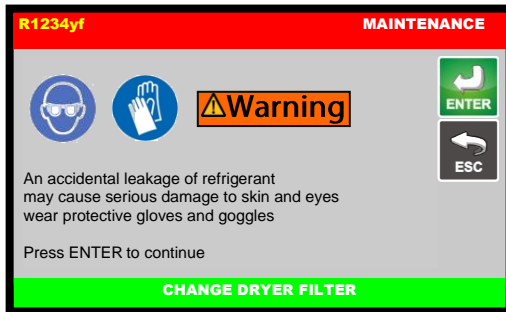 R1234yf MAINTENANCE
Warning
ENTER
ESC
An accidental leakage of refrigerant
may cause serious damage to skin and eyes
wear protective gloves and goggles
Press ENTER to continue
CHANGE DRYER FILTER